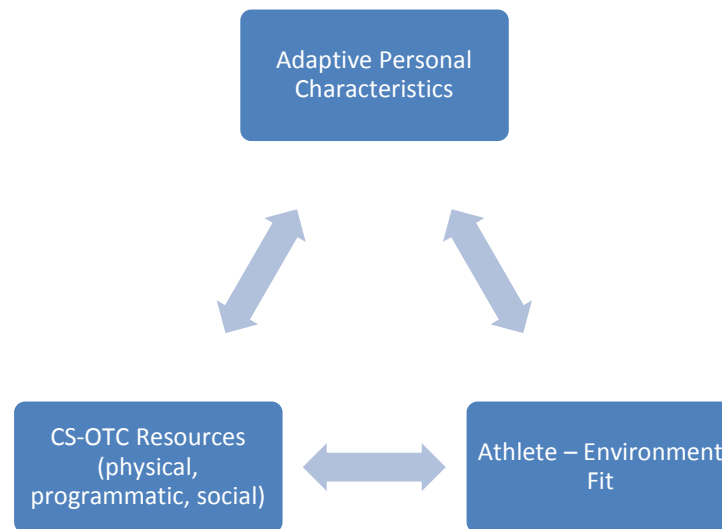 Adaptive Personal
Characteristics
CS-OTC Resources
(physical,
programmatic, social)
Athlete – Environment
Fit